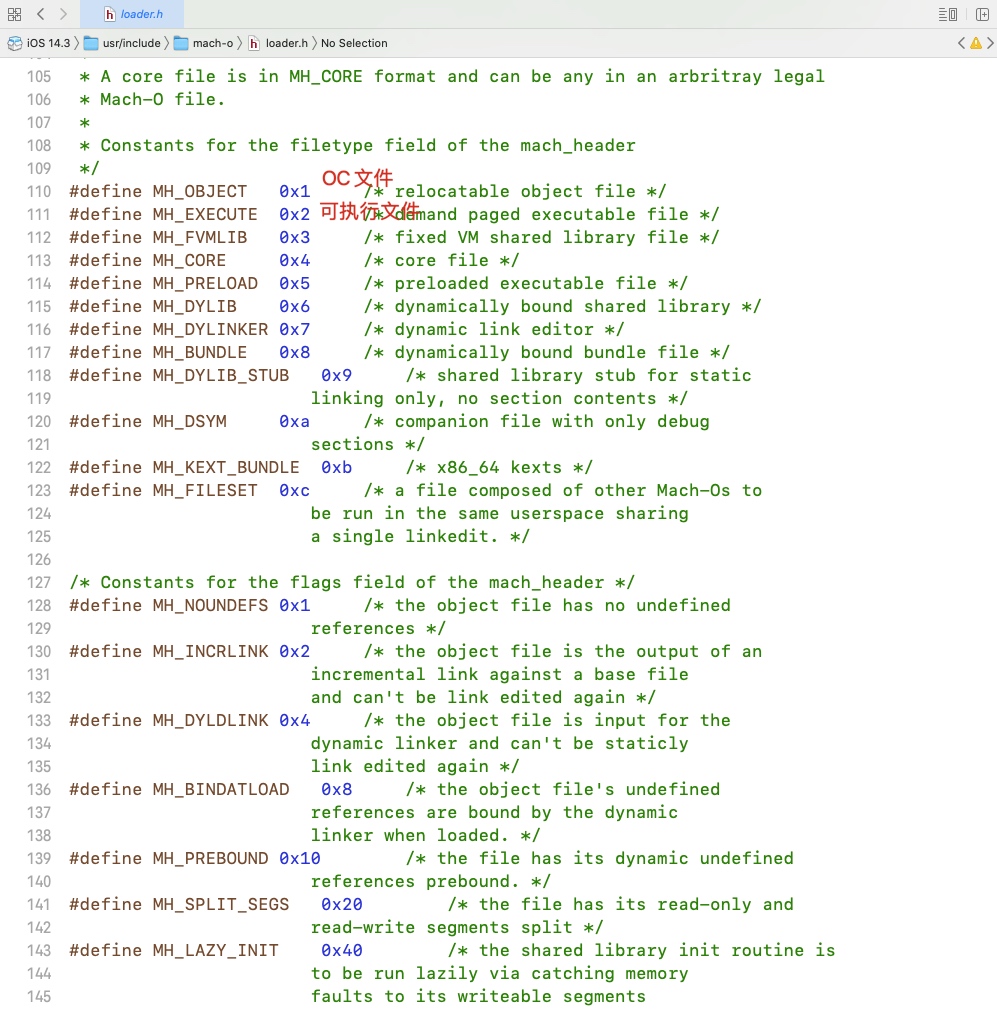 loader.h
iOS 14.3 usr/include mach-o loader.h No Selection
105 * A core file is in MH_CORE format and can be any in an arbritray legal
106 * Mach-O file.
107 *
108 * Constants for the filetype field of the mach_header
109 */
OC 文件
110 #define MH_OBJECT 0x1 /* relocatable object file */
可执行文件
111 #define MH_EXECUTE 0x2 /* demand paged executable file */
112 #define MH_FVMLIB 0x3 /* fixed VM shared library file */
113 #define MH_CORE 0x4 /* core file */
114 #define MH_PRELOAD 0x5 /* preloaded executable file */
115 #define MH_DYLIB 0x6 /* dynamically bound shared library */
116 #define MH_DYLINKER 0x7 /* dynamic link editor */
117 #define MH_BUNDLE 0x8 /* dynamically bound bundle file */
118 #define MH_DYLIB_STUB 0x9 /* shared library stub for static
119 linking only, no section contents */
120 #define MH_DSYM 0xa /* companion file with only debug
121 sections */
122 #define MH_KEXT_BUNDLE 0xb /* x86_64 kexts */
123 #define MH_FILESET 0xc /* a file composed of other Mach-Os to
124 be run in the same userspace sharing
125 a single linkedit. */
126
127 /* Constants for the flags field of the mach_header */
128 #define MH_NOUNDEFS 0x1 /* the object file has no undefined
129 references */
130 #define MH_INCRLINK 0x2 /* the object file is the output of an
131 incremental link against a base file
132 and can't be link edited again */
133 #define MH_DYLDLINK 0x4 /* the object file is input for the
134 dynamic linker and can't be staticly
135 link edited again */
136 #define MH_BINDATLOAD 0x8 /* the object file's undefined
137 references are bound by the dynamic
138 linker when loaded. */
139 #define MH_PREBOUND 0x10 /* the file has its dynamic undefined
140 references prebound. */
141 #define MH_SPLIT_SEGS 0x20 /* the file has its read-only and
142 read-write segments split */
143 #define MH_LAZY_INIT 0x40 /* the shared library init routine is
144 to be run lazily via catching memory
145 faults to its writeable segments